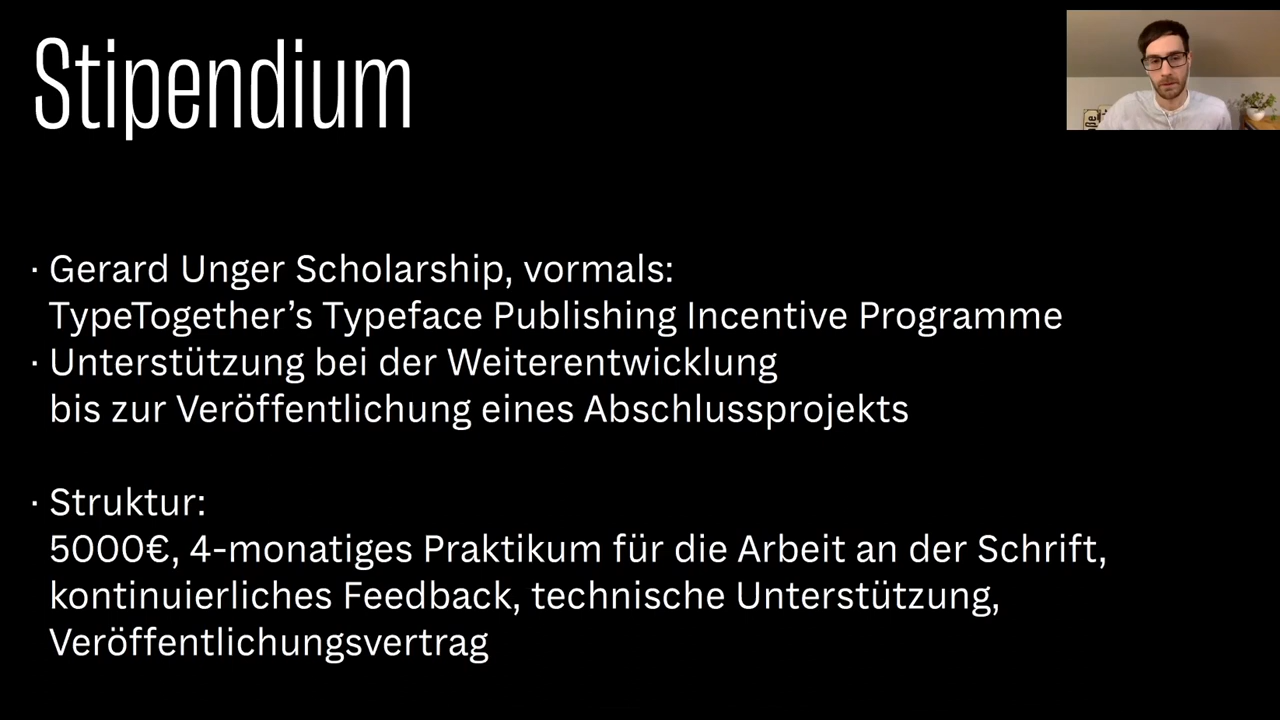 Stipendium
· Gerard Unger Scholarship, vormals:
TypeTogether’s Typeface Publishing Incentive Programme
· Unterstützung bei der Weiterentwicklung
bis zur Veröffentlichung eines Abschlussprojekts
· Struktur:
5000€, 4-monatiges Praktikum für die Arbeit an der Schrift,
kontinuierliches Feedback, technische Unterstützung,
Veröffentlichungsvertrag